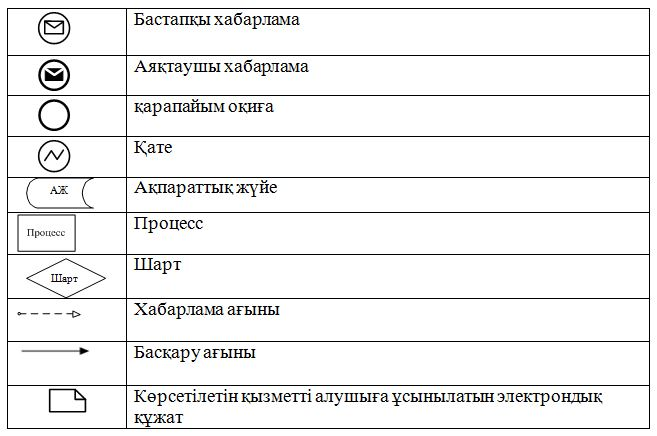 Бастапқы хабарлама
Аяқтаушы хабарлама
қарапайым оқиға
Қате
АЖ
Ақпараттық жүйе
Процесс
Процесс
Шарт
Шарт
Хабарлама ағыны
Басқару ағыны
Көрсетілетін қызметті алушыға ұсынылатын электрондық
құжат